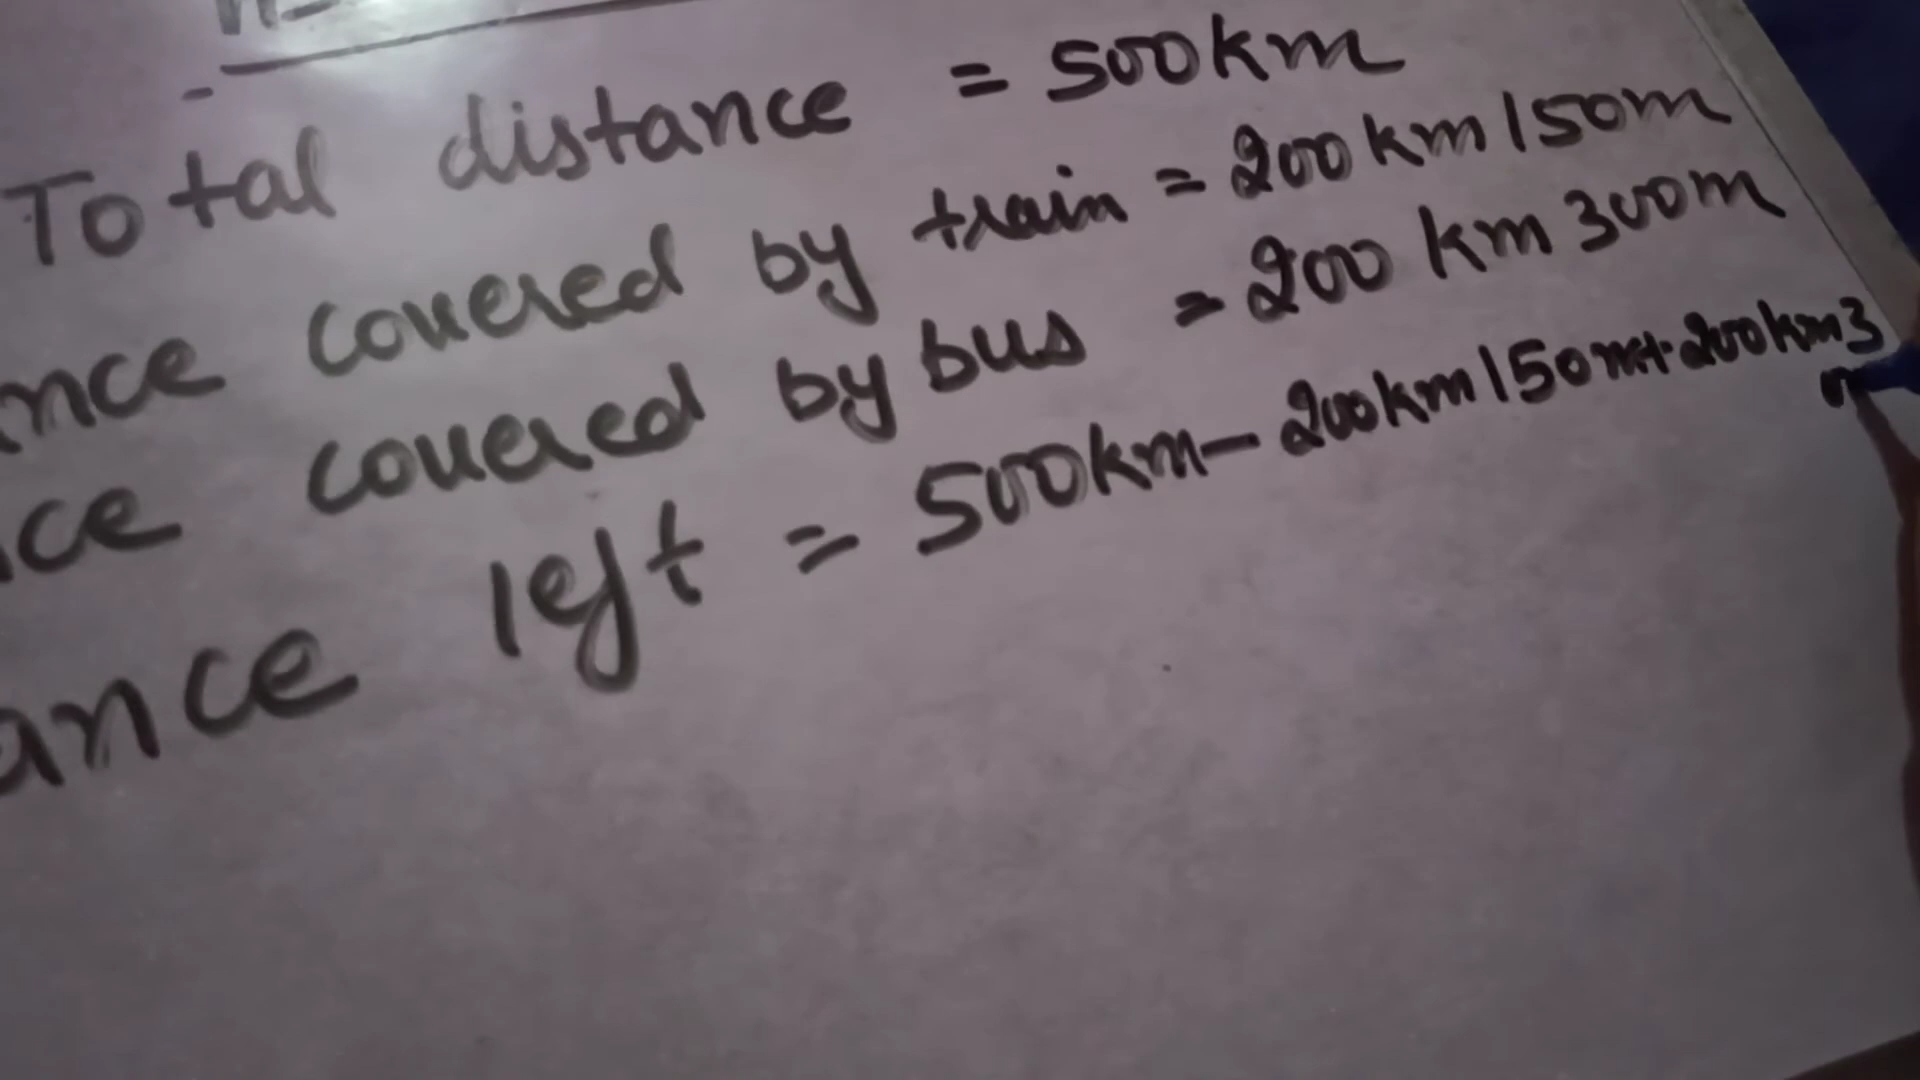 Total distance = 500km
nce covered by train = 200 km 150m
ce covered by bus = 200 km 300m
ance left = 500km - 200km 150m + 200km 3